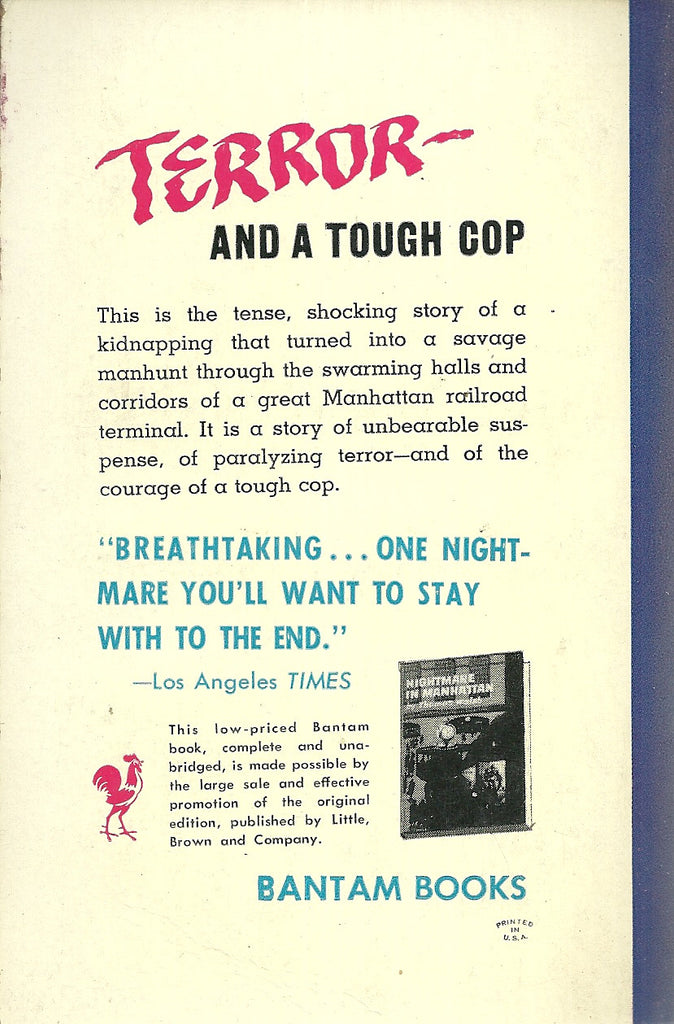 TERROR—
AND A TOUGH COP
This is the tense, shocking story of a
kidnapping that turned into a savage
manhunt through the swarming halls and
corridors of a great Manhattan railroad
terminal. It is a story of unbearable sus-
pense, of paralyzing terror—and of the
courage of a tough cop.
"BREATHTAKING...ONE NIGHT-
MARE YOU'LL WANT TO STAY
WITH TO THE END."
—Los Angeles TIMES
NIGHTMARE
IN MANHATTAN
This low-priced Bantam
book, complete and una-
bridged, is made possible by
the large sale and effective
promotion of the original
edition, published by Little,
Brown and Company.
BANTAM BOOKS
PRINTED
IN
U.S.A.